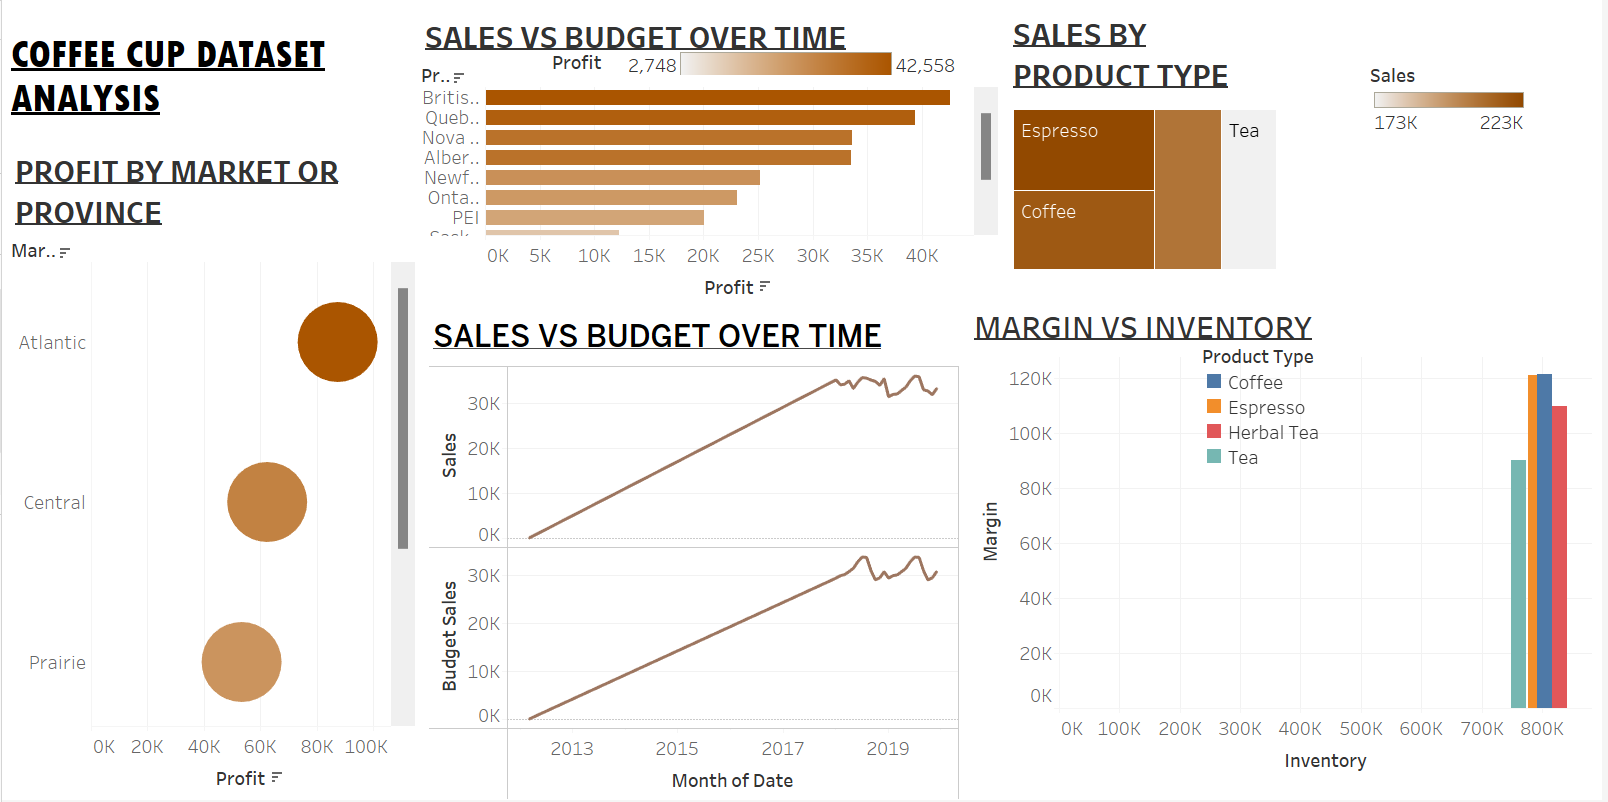 COFFEE CUP DATASET
ANALYSIS
PROFIT BY MARKET OR
PROVINCE
Mar..
Atlantic
Central
Prairie
0K 20K 40K 60K 80K 100K
Profit
SALES VS BUDGET OVER TIME
Profit 2,748 42,558
Pr..
Britis..
Queb..
Nova ..
Alber..
Newf..
Onta..
PEI
0K 5K 10K 15K 20K 25K 30K 35K 40K
Profit
SALES VS BUDGET OVER TIME
Sales
30K
20K
10K
0K
Budget Sales
30K
20K
10K
0K
2013 2015 2017 2019
Month of Date
SALES BY
PRODUCT TYPE
Espresso
Coffee
Tea
Sales
173K 223K
MARGIN VS INVENTORY
Product Type
Coffee
Espresso
Herbal Tea
Tea
Margin
120K
100K
80K
60K
40K
20K
0K
0K 100K 200K 300K 400K 500K 600K 700K 800K
Inventory